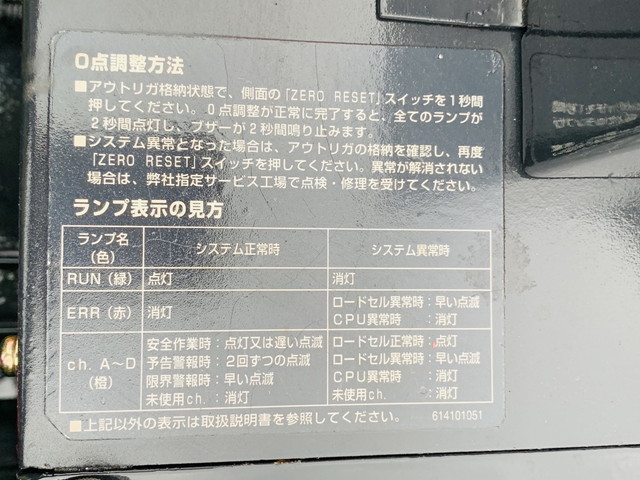 0点調整方法
■アウトリガ格納状態で、側面の「ZERO RESET」スイッチを1秒間
押してください。0点調整が正常に完了すると、全てのランプが
2秒間点灯し、ブザーが2秒間鳴り止みます。
■システム異常となった場合は、アウトリガの格納を確認し、再度
「ZERO RESET」スイッチを押してください。異常が解消されない
場合は、弊社指定サービス工場で点検・修理を受けてください。
ランプ表示の見方
ランプ名(色) システム正常時 システム異常時
RUN(緑) 点灯 消灯
ERR(赤) 消灯 ロードセル異常時:早い点滅
CPU異常時:消灯
ch. A~D(橙) 安全作業時:点灯又は遅い点滅 ロードセル正常時:点灯
予告警報時:2回ずつの点滅 ロードセル異常時:早い点滅
限界警報時:早い点滅 CPU異常時:消灯
未使用ch.:消灯 未使用ch.:消灯
■上記以外の表示は取扱説明書を参照してください。 614101051